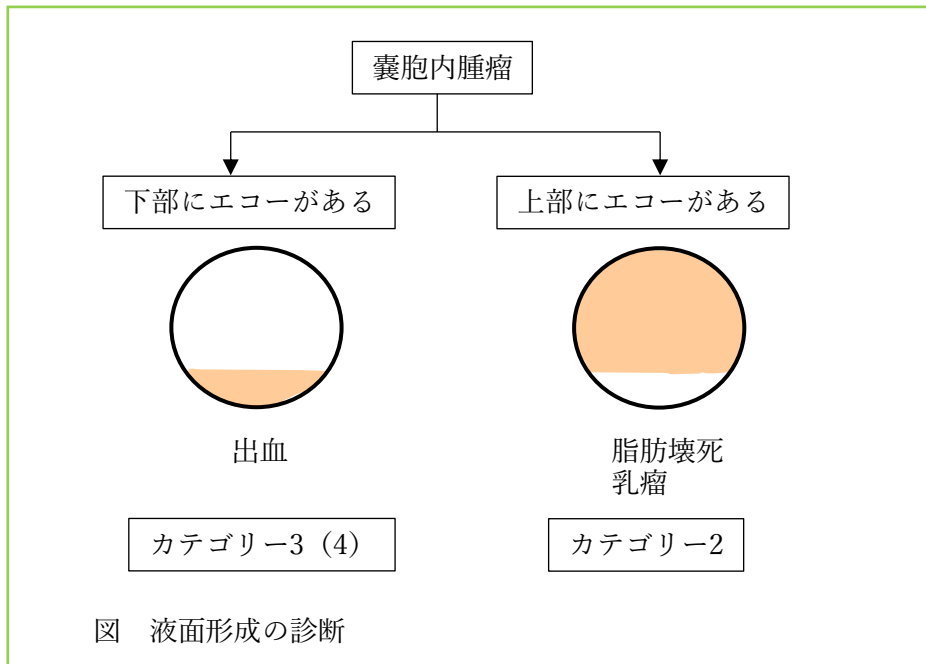 嚢胞内腫瘤
下部にエコーがある
上部にエコーがある
出血
脂肪壊死
乳瘤
カテゴリー3（4）
カテゴリー2
図　液面形成の診断